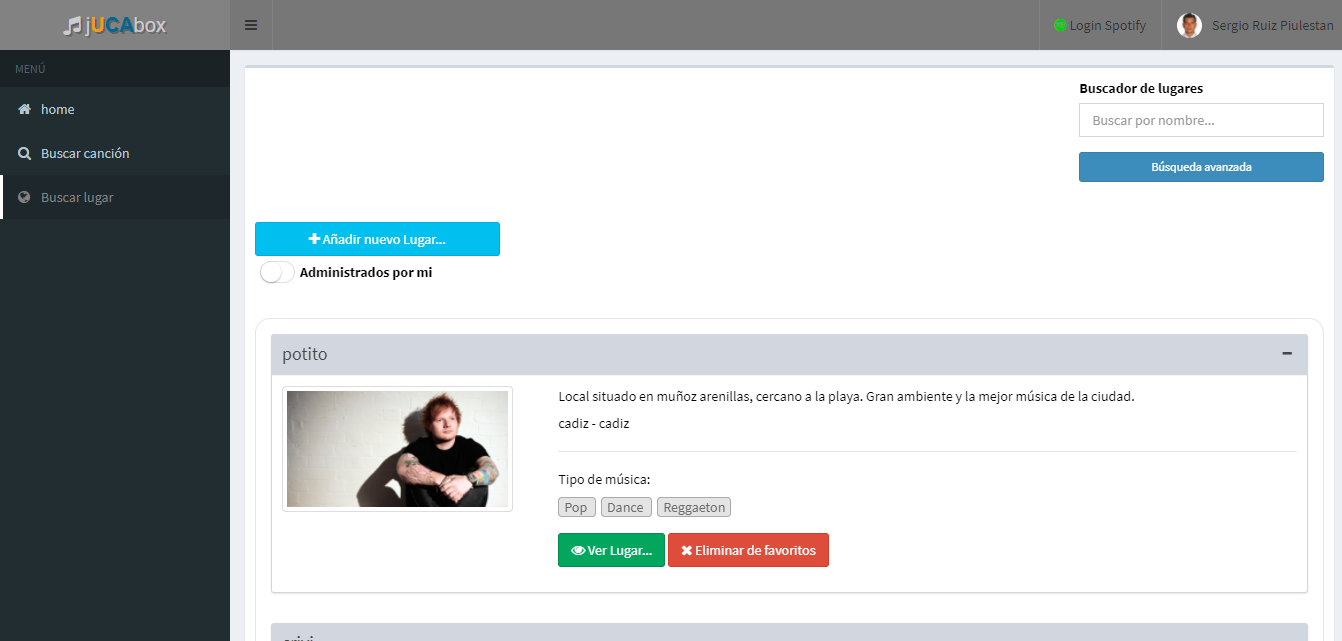 jUCAbox
Login Spotify
Sergio Ruiz Piulestan
MENÚ
home
Buscar canción
Buscar lugar
Buscador de lugares
Buscar por nombre...
Búsqueda avanzada
Añadir nuevo Lugar...
Administrados por mi
potito
Local situado en muñoz arenillas, cercano a la playa. Gran ambiente y la mejor música de la ciudad.
cadiz - cadiz
Tipo de música:
Pop Dance Reggaeton
Ver Lugar... Eliminar de favoritos